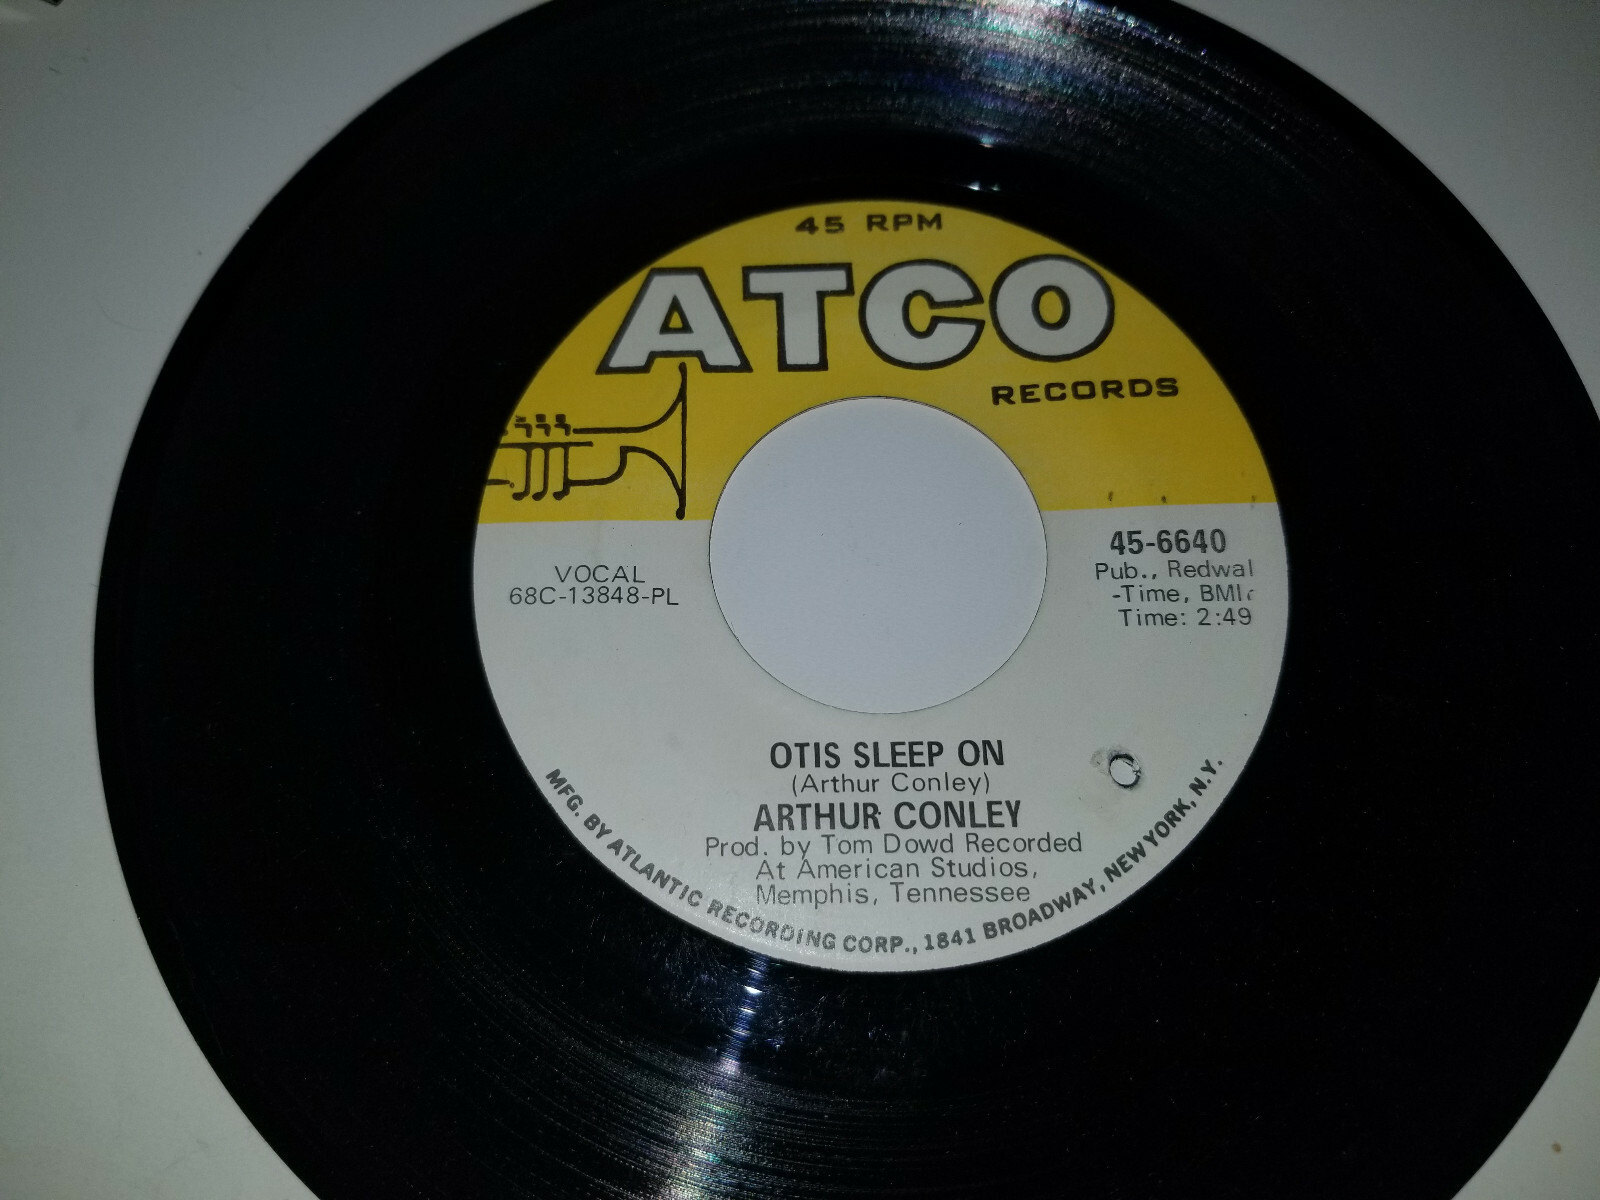 45 RPM
ATCO
RECORDS
VOCAL
68C-13848-PL
45-6640
Pub., Redwal
-Time, BMI
Time: 2:49
OTIS SLEEP ON
(Arthur Conley)
ARTHUR CONLEY
Prod. by Tom Dowd Recorded
At American Studios,
Memphis, Tennessee
MFG. BY ATLANTIC RECORDING CORP., 1841 BROADWAY, NEW YORK, N.Y.